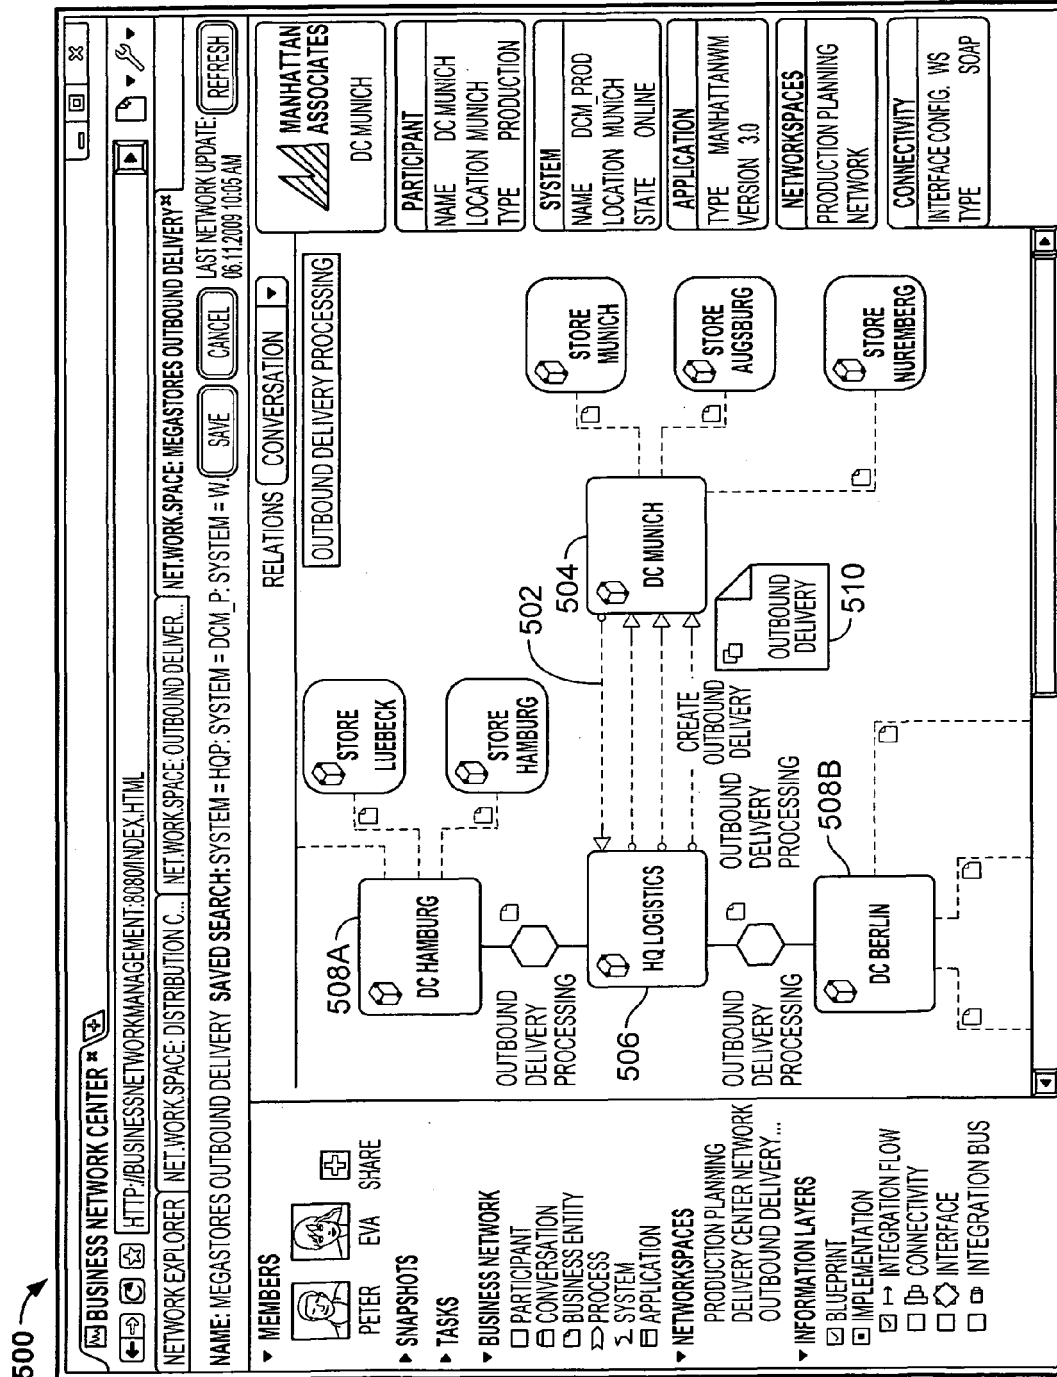 500
BUSINESS NETWORK CENTER ×
HTTP://BUSINESSNETWORKMANAGEMENT:8080/INDEX.HTML
NETWORK EXPLORER
NET.WORK.SPACE: DISTRIBUTION C...
NET.WORK.SPACE: OUTBOUND DELIVER...
NET.WORK.SPACE: MEGASTORES OUTBOUND DELIVERY ×
NAME: MEGASTORES OUTBOUND DELIVERY SAVED SEARCH: SYSTEM = HQP: SYSTEM = DCM_P: SYSTEM = W.
SAVE
CANCEL
LAST NETWORK UPDATE:
06.11.2009 10:05 AM
REFRESH
MEMBERS
PETER
EVA
SHARE
SNAPSHOTS
TASKS
BUSINESS NETWORK
PARTICIPANT
CONVERSATION
BUSINESS ENTITY
PROCESS
SYSTEM
APPLICATION
NETWORKSPACES
PRODUCTION PLANNING
DELIVERY CENTER NETWORK
OUTBOUND DELIVERY...
INFORMATION LAYERS
BLUEPRINT
IMPLEMENTATION
INTEGRATION FLOW
CONNECTIVITY
INTERFACE
INTEGRATION BUS
RELATIONS
CONVERSATION
OUTBOUND DELIVERY PROCESSING
508A
DC HAMBURG
STORE
LUEBECK
STORE
HAMBURG
OUTBOUND
DELIVERY
PROCESSING
506
HQ LOGISTICS
502
504
DC MUNICH
STORE
MUNICH
STORE
AUGSBURG
STORE
NUREMBERG
CREATE
OUTBOUND
DELIVERY
OUTBOUND
DELIVERY
PROCESSING
OUTBOUND
DELIVERY
510
OUTBOUND
DELIVERY
PROCESSING
508B
DC BERLIN
MANHATTAN
ASSOCIATES
DC MUNICH
PARTICIPANT
NAME DC MUNICH
LOCATION MUNICH
TYPE PRODUCTION
SYSTEM
NAME DCM_PROD
LOCATION MUNICH
STATE ONLINE
APPLICATION
TYPE MANHATTANWM
VERSION 3.0
NETWORKSPACES
PRODUCTION PLANNING
NETWORK
CONNECTIVITY
INTERFACE CONFIG. WS
TYPE SOAP